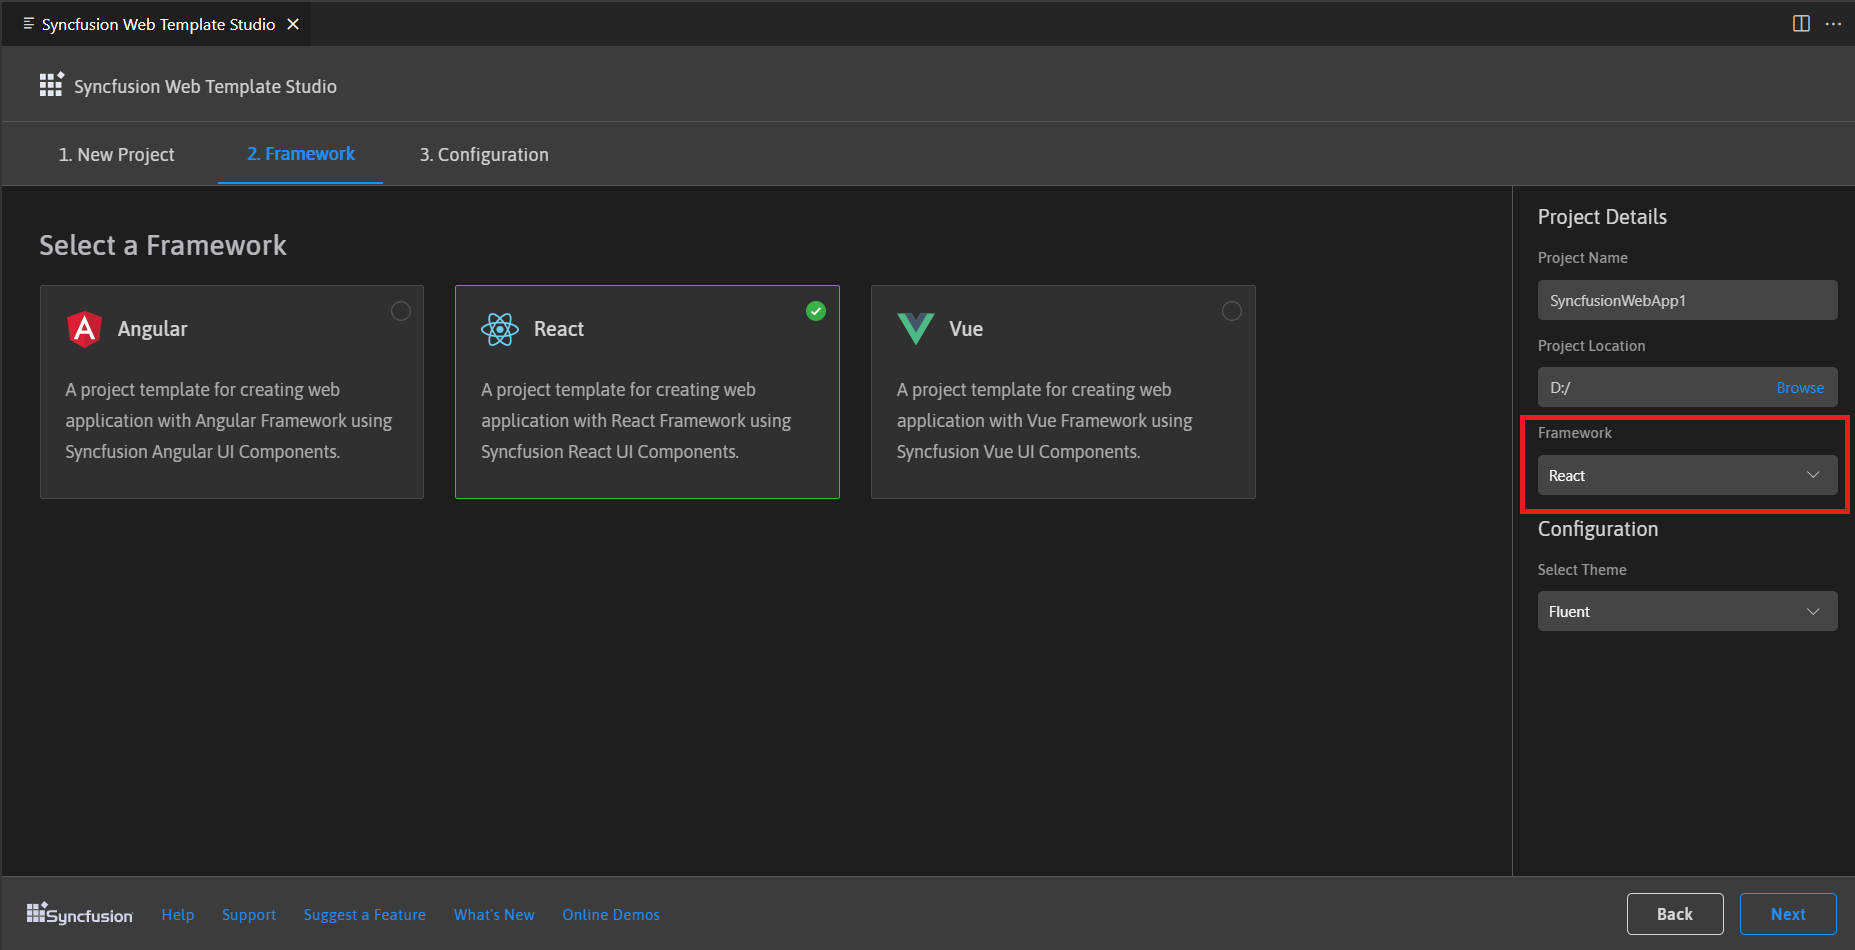 Syncfusion Web Template Studio
Syncfusion Web Template Studio
1. New Project
2. Framework
3. Configuration
Select a Framework
Angular
A project template for creating web
application with Angular Framework using
Syncfusion Angular UI Components.
React
A project template for creating web
application with React Framework using
Syncfusion React UI Components.
Vue
A project template for creating web
application with Vue Framework using
Syncfusion Vue UI Components.
Project Details
Project Name
SyncfusionWebApp1
Project Location
D:/ Browse
Framework
React
Configuration
Select Theme
Fluent
Syncfusion Help Support Suggest a Feature What's New Online Demos
Back Next